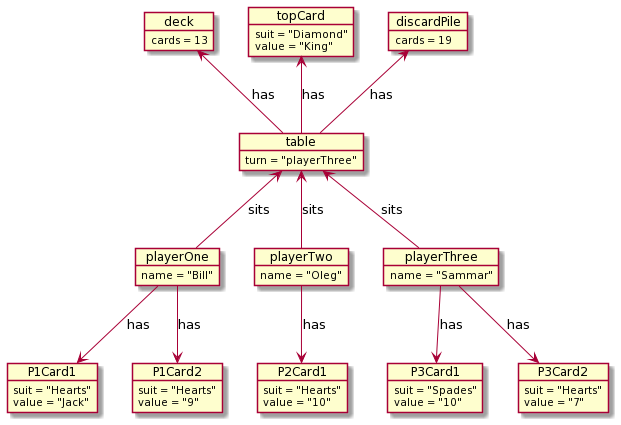 deck
cards = 13
topCard
suit = "Diamond"
value = "King"
discardPile
cards = 19
has
has
has
table
turn = "playerThree"
sits
sits
sits
playerOne
name = "Bill"
playerTwo
name = "Oleg"
playerThree
name = "Sammar"
has
has
has
has
has
P1Card1
suit = "Hearts"
value = "Jack"
P1Card2
suit = "Hearts"
value = "9"
P2Card1
suit = "Hearts"
value = "10"
P3Card1
suit = "Spades"
value = "10"
P3Card2
suit = "Hearts"
value = "7"